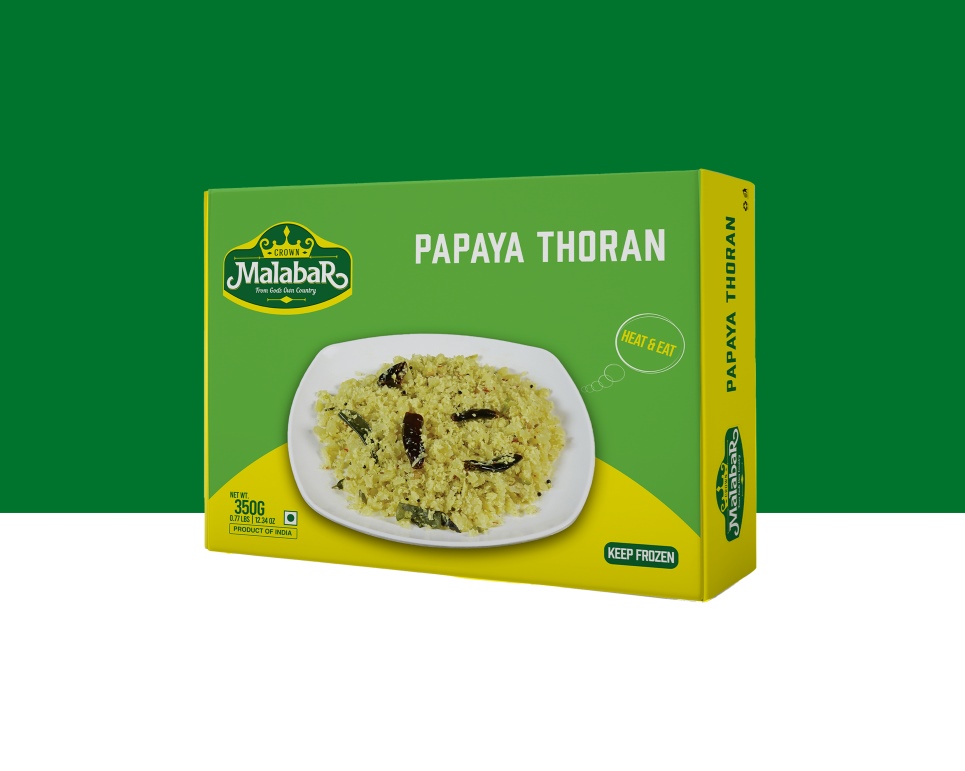 CROWN
MalabaR
From Gods Own Country
PAPAYA THORAN
HEAT & EAT
NET WT.
350G
0.77 LBS | 12.34 OZ
PRODUCT OF INDIA
KEEP FROZEN
PAPAYA THORAN
MalabaR